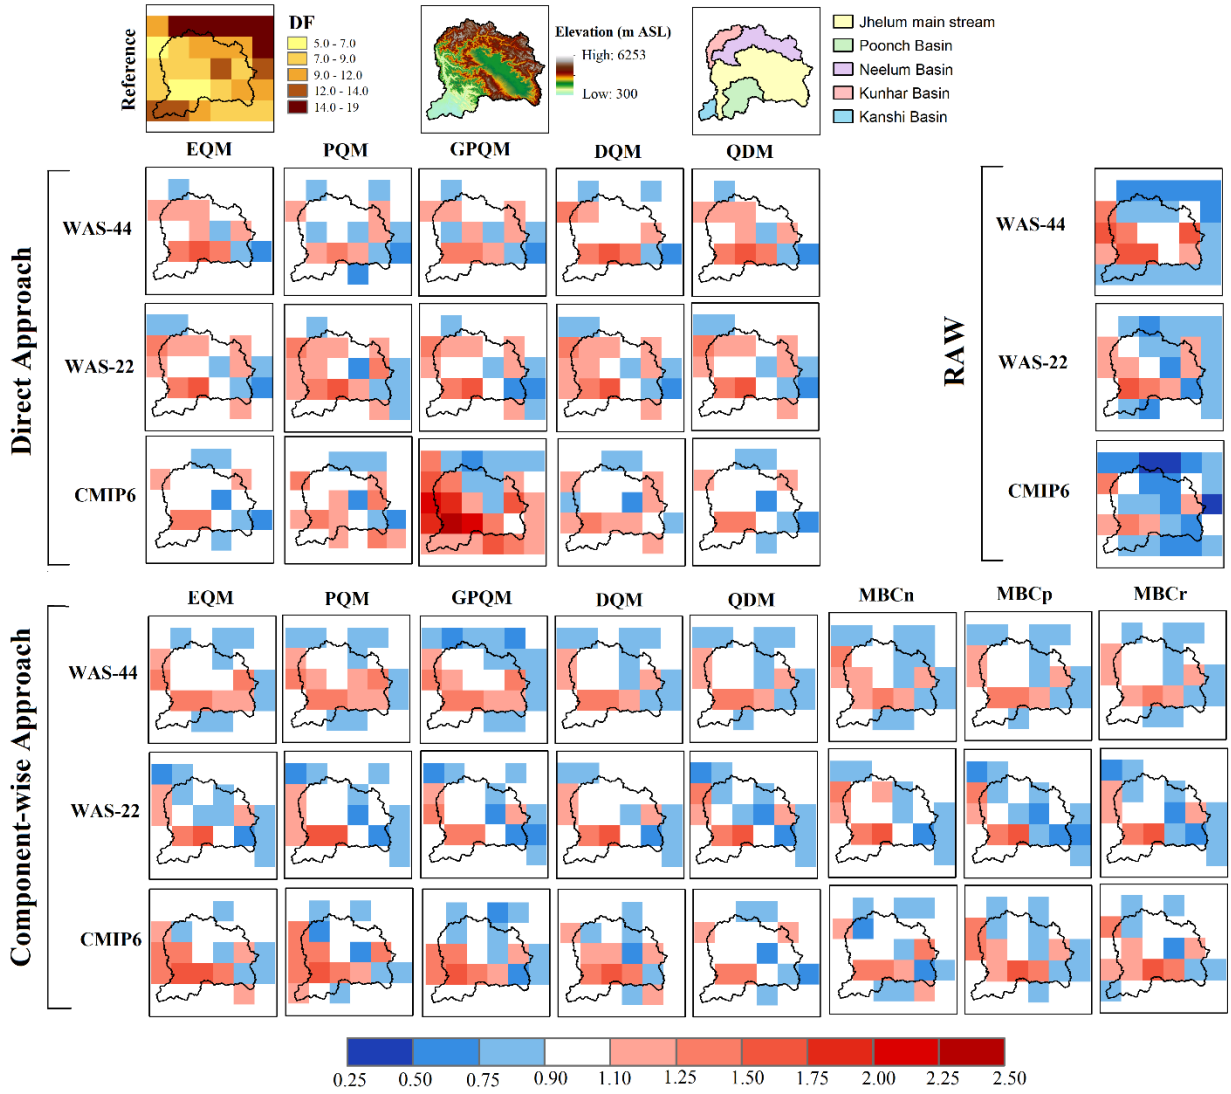 Reference
DF
5.0 - 7.0
7.0 - 9.0
9.0 - 12.0
12.0 - 14.0
14.0 - 19
Elevation (m ASL)
High: 6253
Low: 300
Jhelum main stream
Poonch Basin
Neelum Basin
Kunhar Basin
Kanshi Basin
Direct Approach
EQM PQM GPQM DQM QDM
WAS-44
WAS-22
CMIP6
RAW
WAS-44
WAS-22
CMIP6
Component-wise Approach
EQM PQM GPQM DQM QDM MBCn MBCp MBCr
WAS-44
WAS-22
CMIP6
0.25 0.50 0.75 0.90 1.10 1.25 1.50 1.75 2.00 2.25 2.50